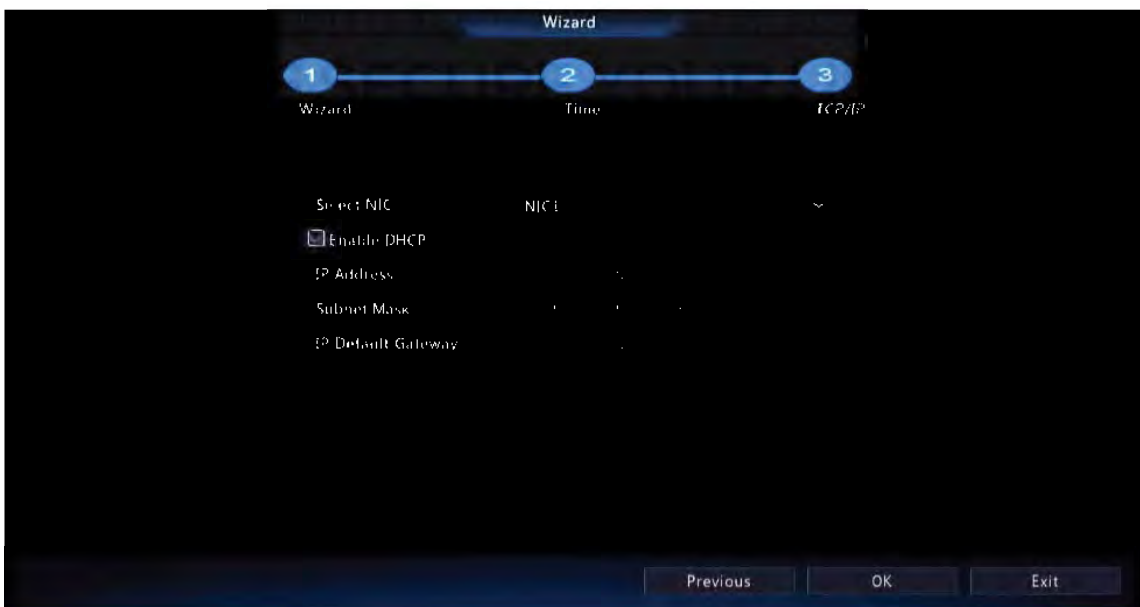 Wizard
1 2 3
Wizard Time TCP/IP
Select NIC NIC1
Enable DHCP
IP Address
Subnet Mask
IP Default Gateway
Previous OK Exit